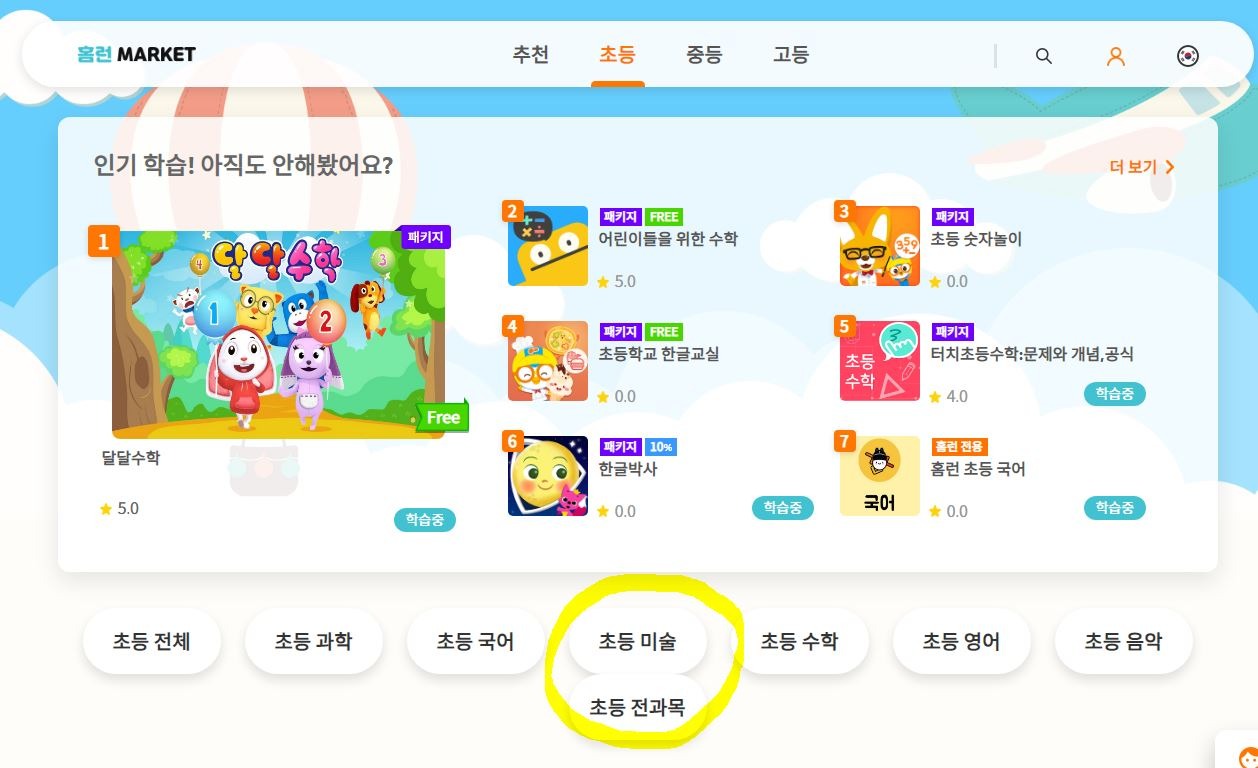 홈런 MARKET
추천
초등
중등
고등
인기 학습! 아직도 안해봤어요?
더 보기
1
패키지
달달수학
4
3
1
2
Free
달달수학
5.0
학습중
2
패키지 FREE
어린이들을 위한 수학
5.0
3
359
패키지
초등 숫자놀이
0.0
4
패키지 FREE
초등학교 한글교실
0.0
5
3
초등
수학
패키지
터치초등수학:문제와 개념,공식
4.0
학습중
6
패키지 10%
한글박사
0.0
학습중
7
국어
홈런 전용
홈런 초등 국어
0.0
학습중
초등 전체
초등 과학
초등 국어
초등 미술
초등 수학
초등 영어
초등 음악
초등 전과목